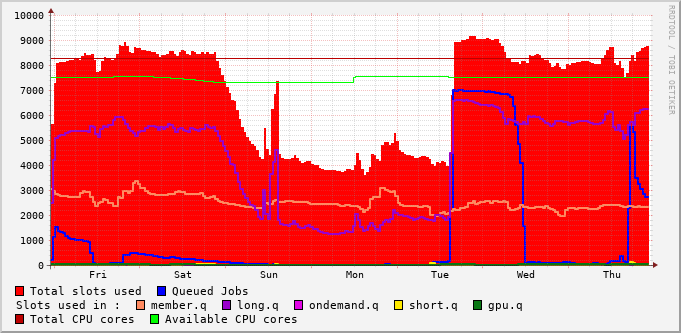 RRDTOOL / TOBI OETIKER
10000
9000
8000
7000
6000
5000
4000
3000
2000
1000
0
Fri Sat Sun Mon Tue Wed Thu
Total slots used Queued Jobs
Slots used in : member.q long.q ondemand.q short.q gpu.q
Total CPU cores Available CPU cores